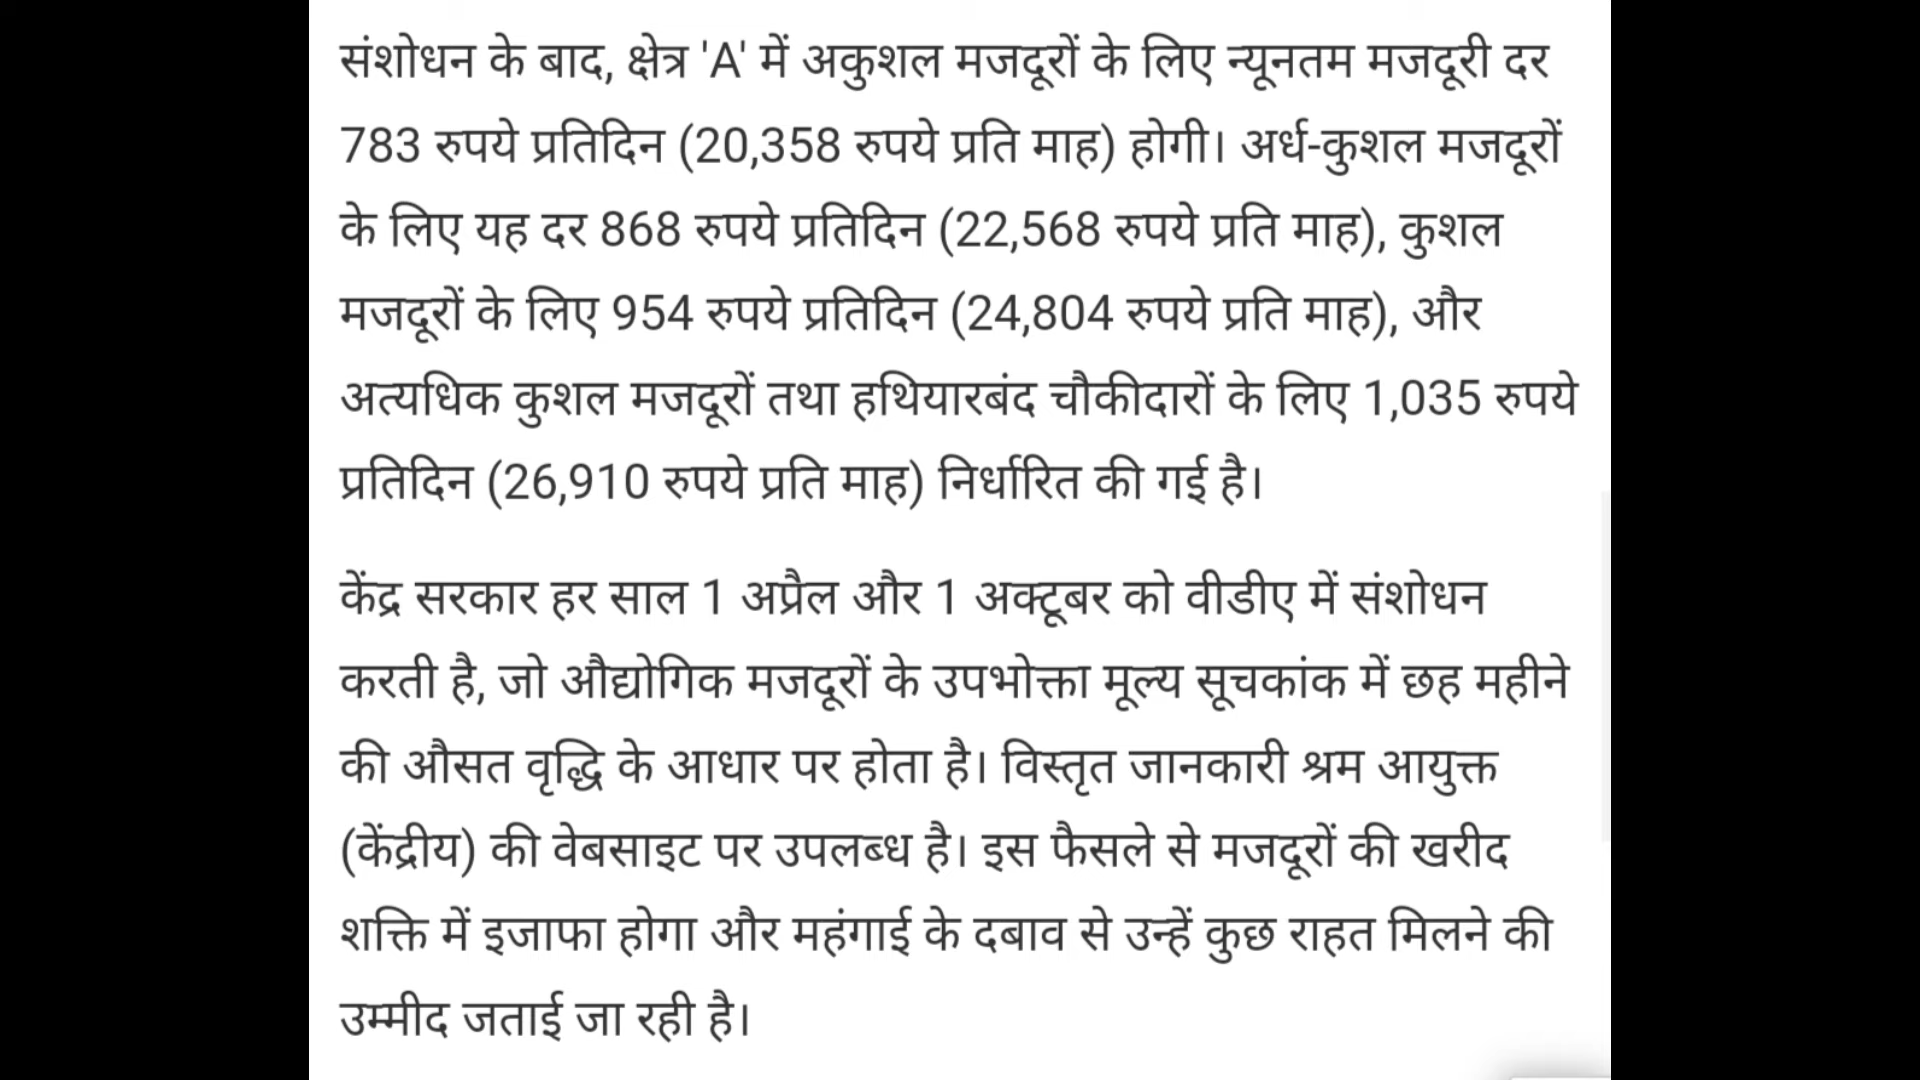 संशोधन के बाद, क्षेत्र 'A' में अकुशल मजदूरों के लिए न्यूनतम मजदूरी दर
783 रुपये प्रतिदिन (20,358 रुपये प्रति माह) होगी। अर्ध-कुशल मजदूरों
के लिए यह दर 868 रुपये प्रतिदिन (22,568 रुपये प्रति माह), कुशल
मजदूरों के लिए 954 रुपये प्रतिदिन (24,804 रुपये प्रति माह), और
अत्यधिक कुशल मजदूरों तथा हथियारबंद चौकीदारों के लिए 1,035 रुपये
प्रतिदिन (26,910 रुपये प्रति माह) निर्धारित की गई है।
केंद्र सरकार हर साल 1 अप्रैल और 1 अक्टूबर को वीडीए में संशोधन
करती है, जो औद्योगिक मजदूरों के उपभोक्ता मूल्य सूचकांक में छह महीने
की औसत वृद्धि के आधार पर होता है। विस्तृत जानकारी श्रम आयुक्त
(केंद्रीय) की वेबसाइट पर उपलब्ध है। इस फैसले से मजदूरों की खरीद
शक्ति में इजाफा होगा और महंगाई के दबाव से उन्हें कुछ राहत मिलने की
उम्मीद जताई जा रही है।